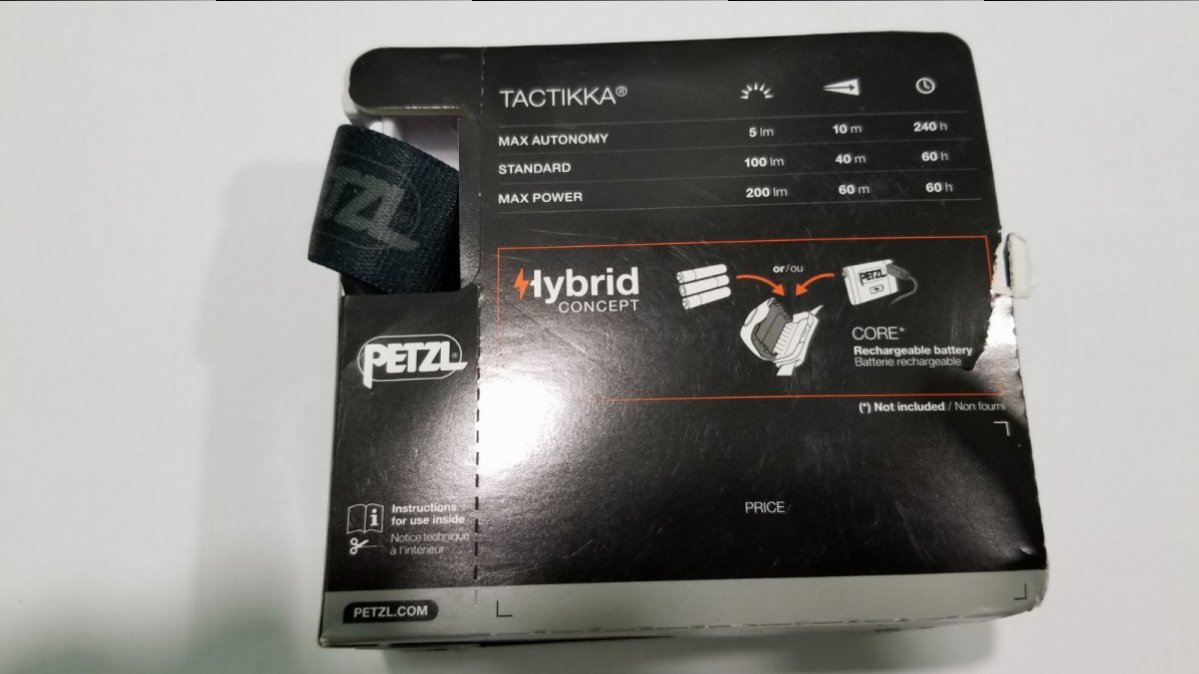 TACTIKKA®
MAX AUTONOMY 5 lm 10 m 240 h
STANDARD 100 lm 40 m 60 h
MAX POWER 200 lm 60 m 60 h
PETZL
Hybrid
CONCEPT
or/ou
PETZL
CORE*
Rechargeable battery
Batterie rechargeable
(*) Not included / Non fourni
PETZL®
PRICE
i
Instructions
for use inside
Notice technique
à l'intérieur
PETZL.COM